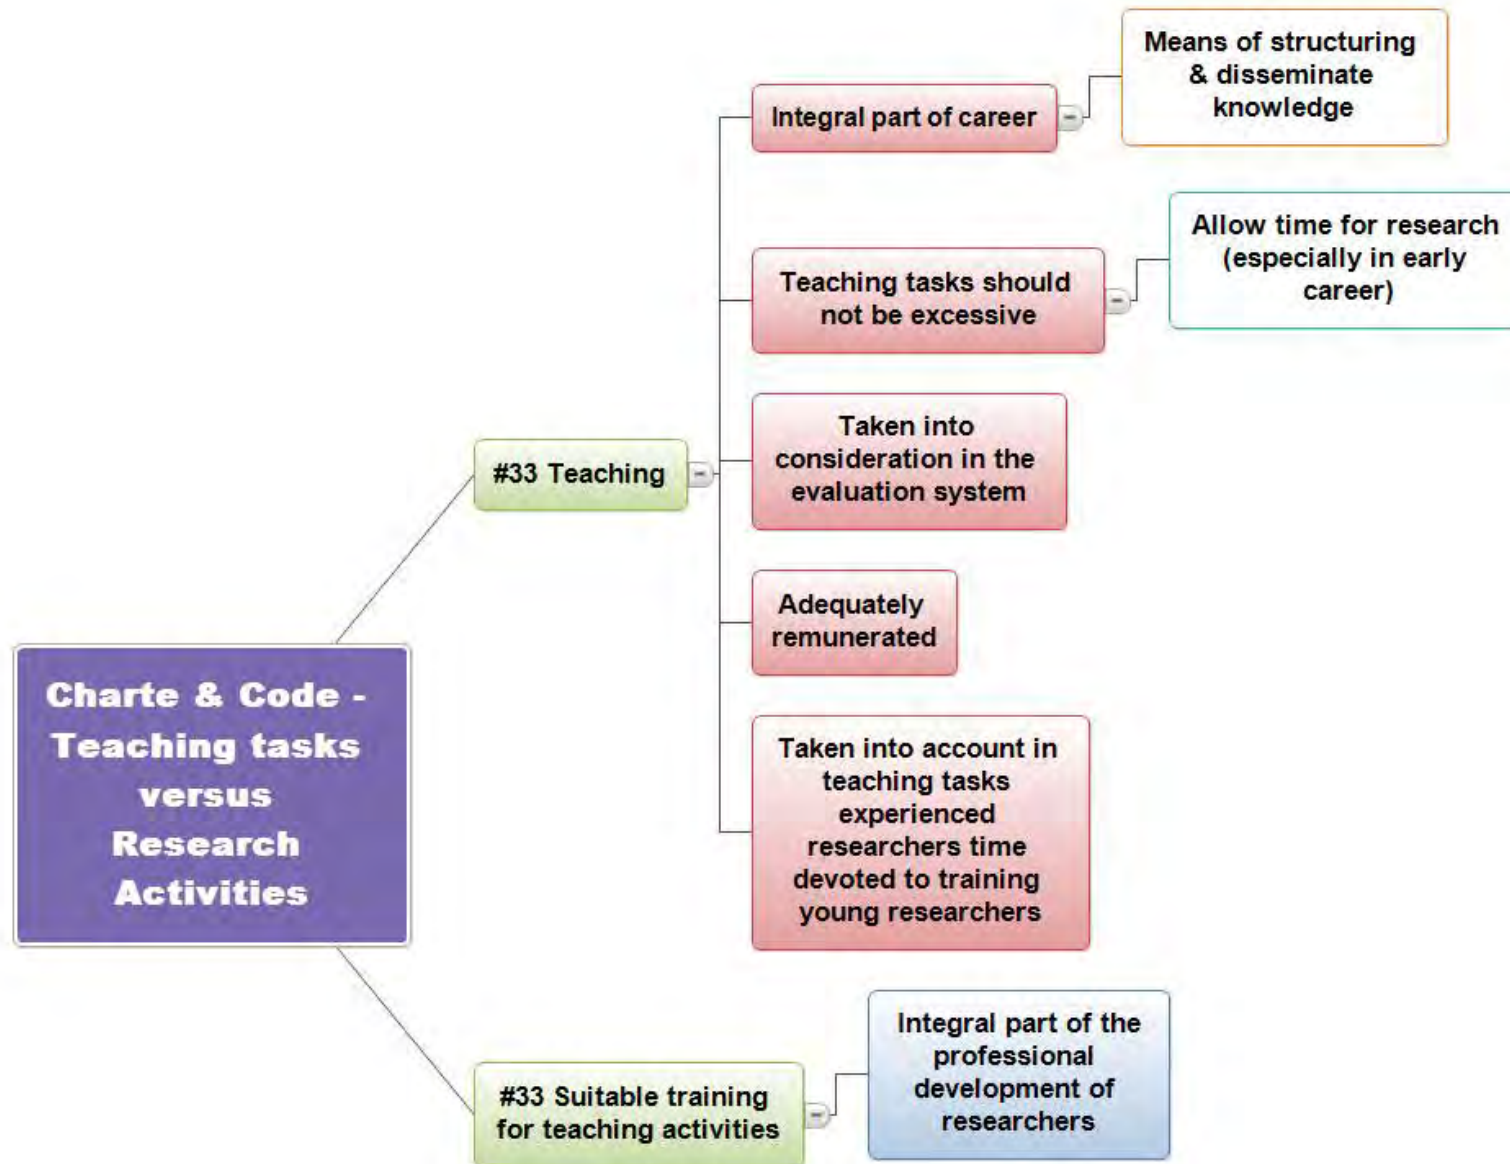 Means of structuring
& disseminate
knowledge
Integral part of career
Allow time for research
(especially in early
career)
Teaching tasks should
not be excessive
Taken into
consideration in the
evaluation system
#33 Teaching
Adequately
remunerated
Charte & Code -
Teaching tasks
versus
Research
Activities
Taken into account in
teaching tasks
experienced
researchers time
devoted to training
young researchers
Integral part of the
professional
development of
researchers
#33 Suitable training
for teaching activities